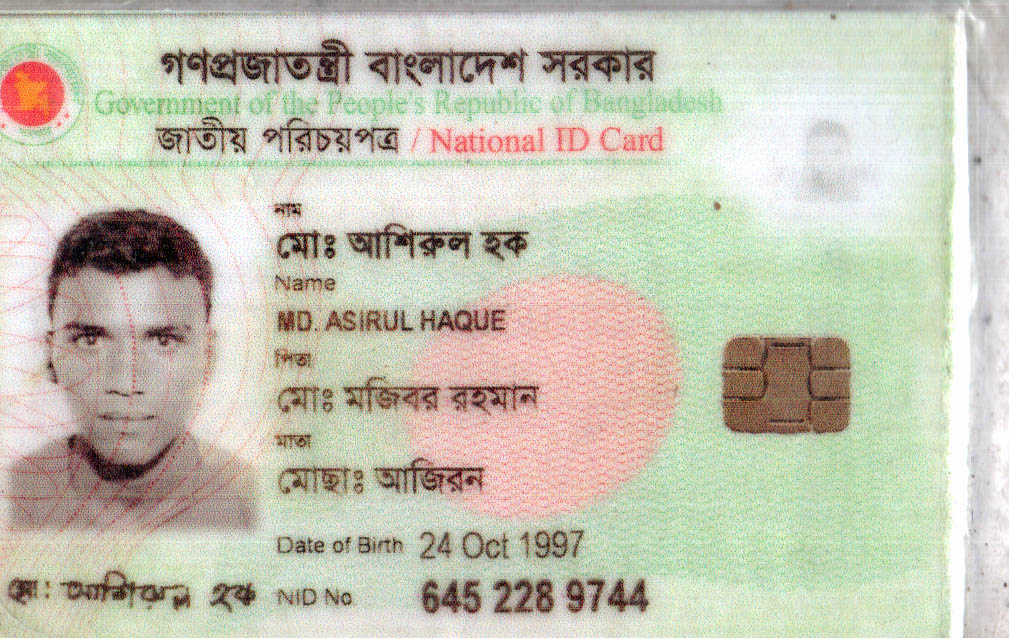 গণপ্রজাতন্ত্রী বাংলাদেশ সরকার
Government of the People's Republic of Bangladesh
জাতীয় পরিচয়পত্র / National ID Card
নাম
মোঃ আশিরুল হক
Name
MD. ASIRUL HAQUE
পিতা
মোঃ মজিবর রহমান
মাতা
মোছাঃ আজিরন
Date of Birth 24 Oct 1997
মো: আশিরুল হক
NID No. 645 228 9744